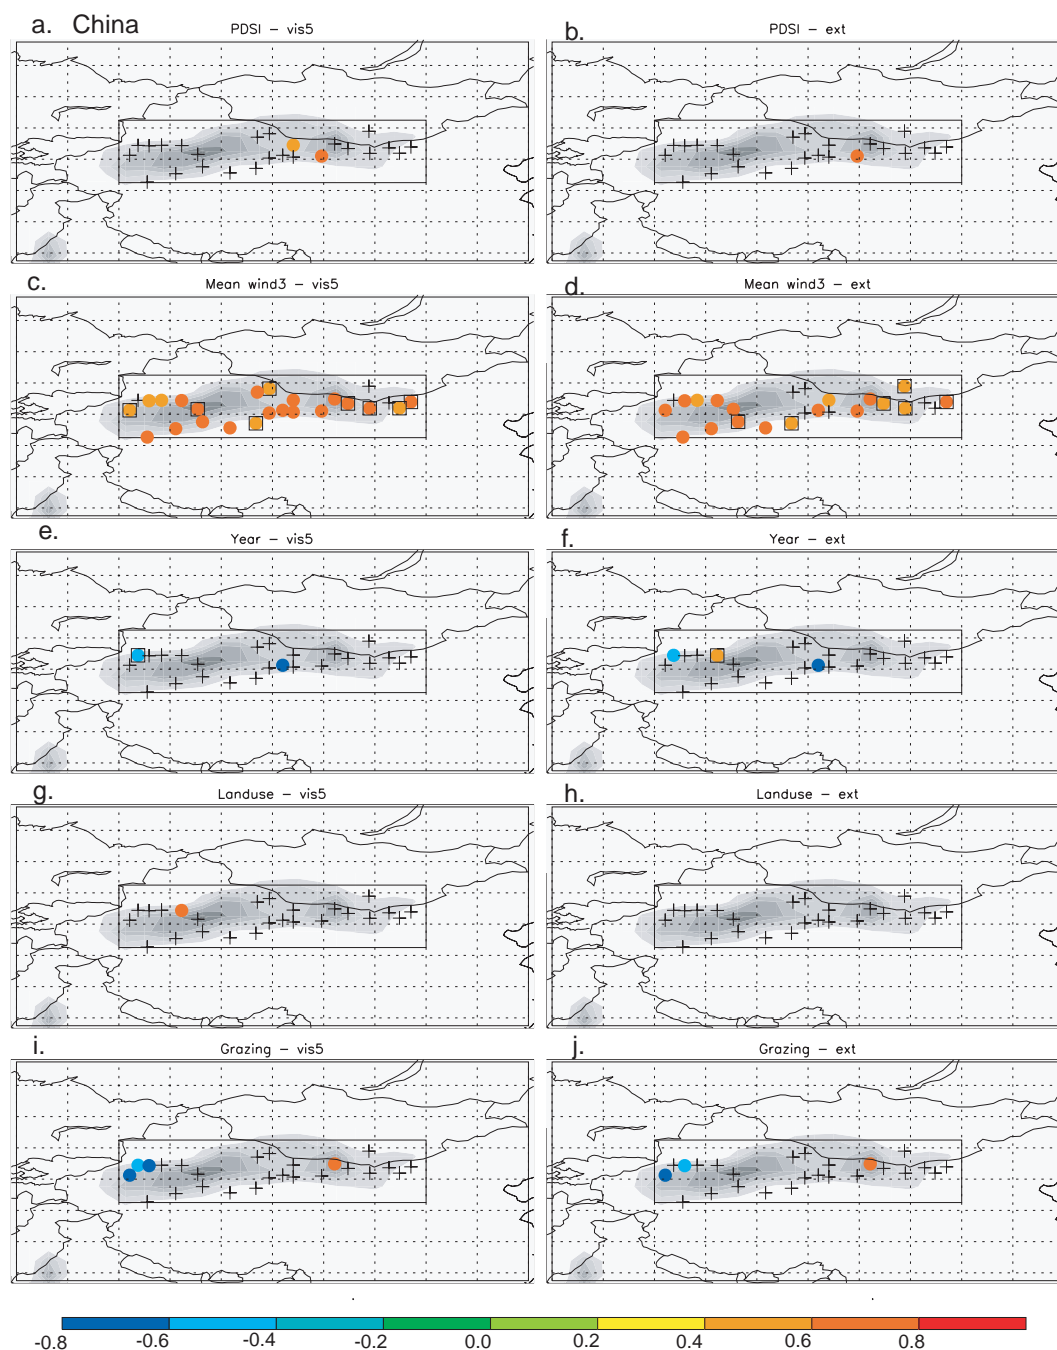 a. China
PDSI – vis5
b.
PDSI – ext
c.
Mean wind3 – vis5
d.
Mean wind3 – ext
e.
Year – vis5
f.
Year – ext
g.
Landuse – vis5
h.
Landuse – ext
i.
Grazing – vis5
j.
Grazing – ext
-0.8 -0.6 -0.4 -0.2 0.0 0.2 0.4 0.6 0.8